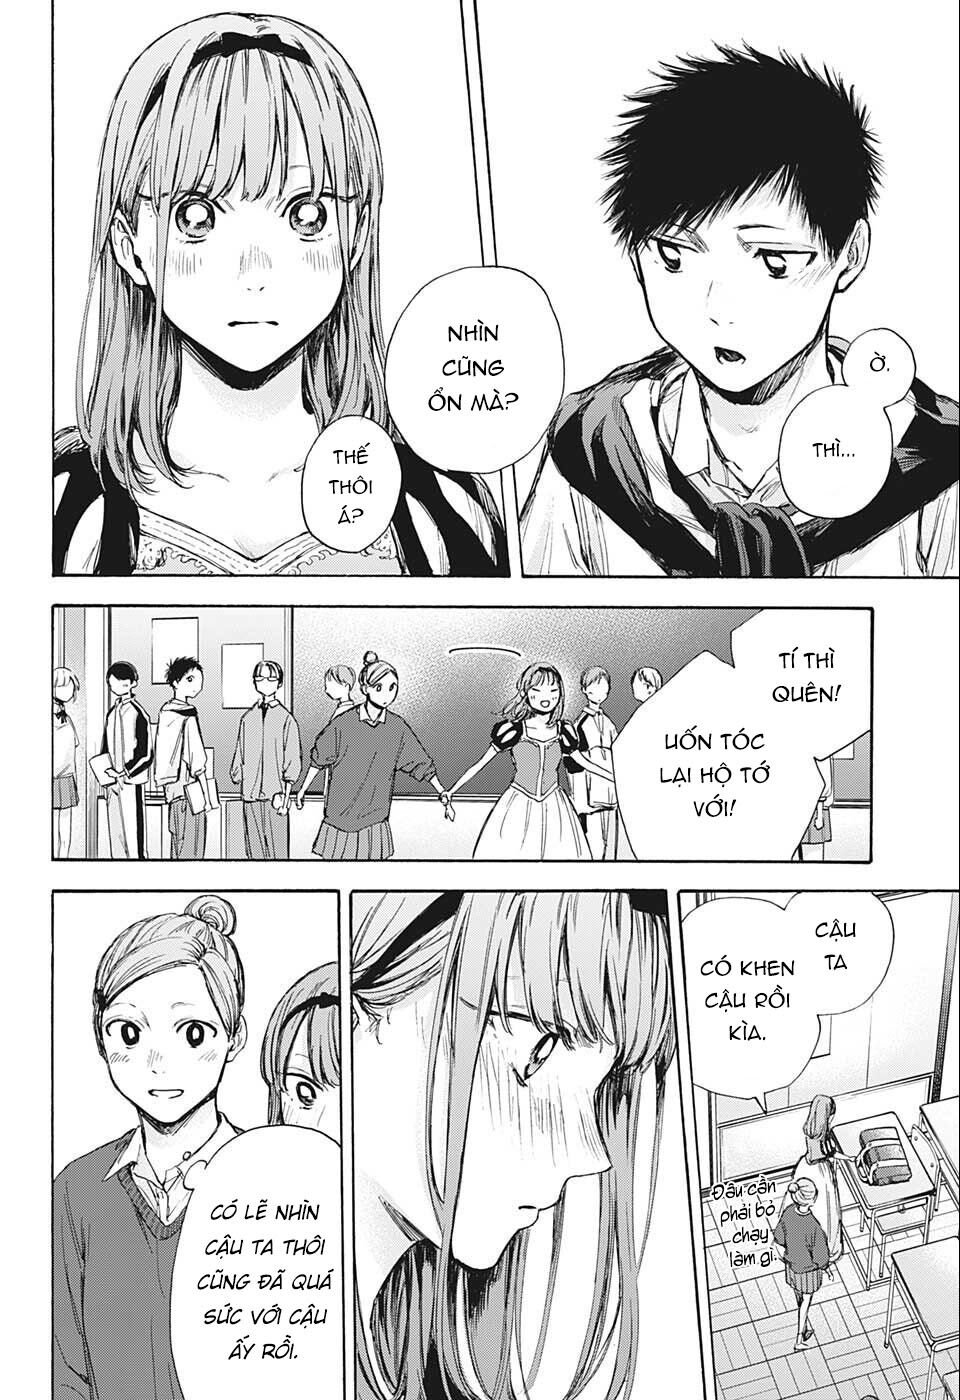 Ờ.
THÌ...
NHÌN
CŨNG
ỔN MÀ?
THẾ
THÔI
Á?
TÍ THÌ
QUÊN!
UỐN TÓC
LẠI HỘ TỚ
VỚI!
CẬU
TA
CÓ KHEN
CẬU RỒI
KÌA.
Đâu cần
phải bỏ
chạy
làm gì.
CÓ LẼ NHÌN
CẬU TA THÔI
CŨNG ĐÃ QUÁ
SỨC VỚI CẬU
ẤY RỒI.